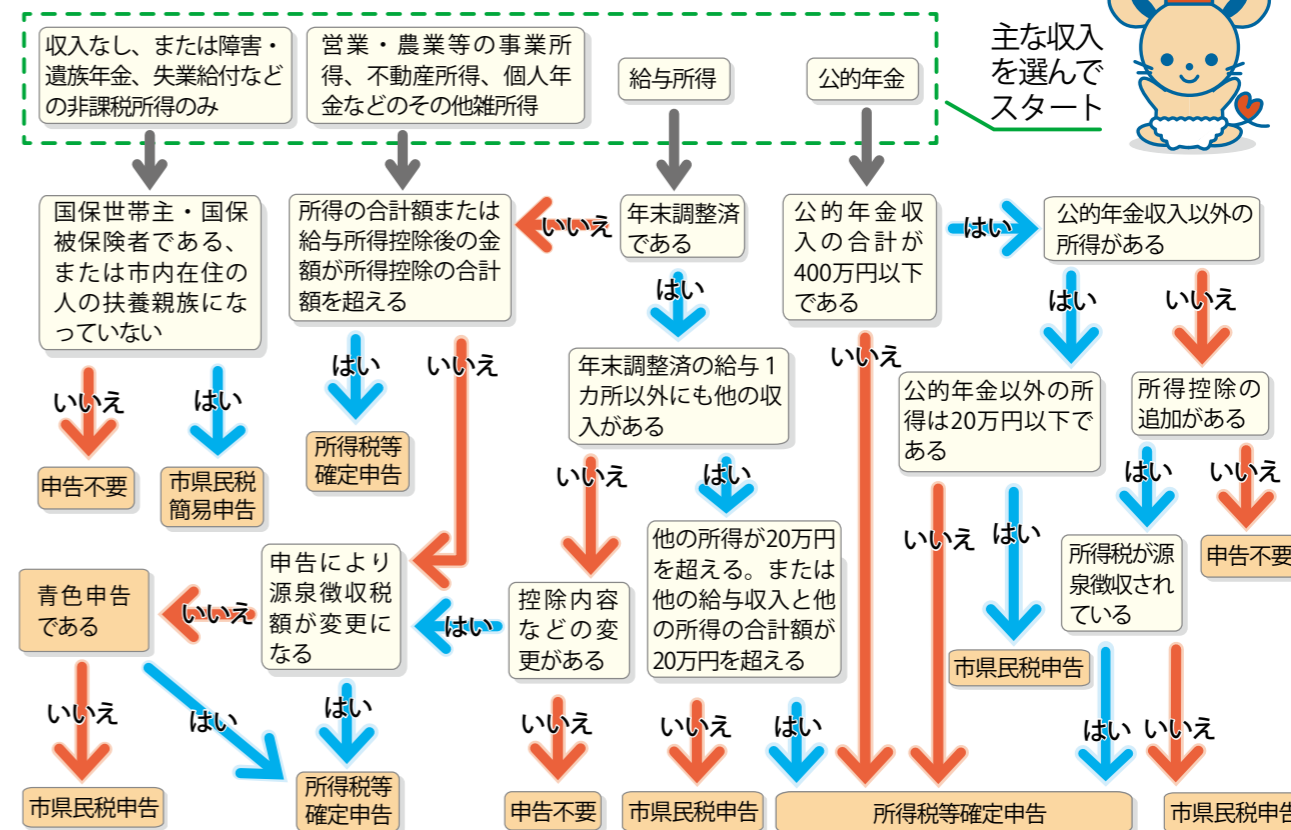 主な収入
を選んで
スタート
収入なし、または障害・
遺族年金、失業給付など
の非課税所得のみ
営業・農業等の事業所
得、不動産所得、個人年
金などのその他雑所得
給与所得
公的年金
国保世帯主・国保
被保険者である、
または市内在住の
人の扶養親族にな
っていない
所得の合計額または
給与所得控除後の金
額が所得控除の合計
額を超える
いいえ
年末調整済
である
公的年金収
入の合計が
400万円以下
である
はい
公的年金収入以外の
所得がある
はい
はい
いいえ
いいえ
はい
はい
いいえ
いいえ
年末調整済の給与1
カ所以外にも他の収
入がある
公的年金以外の所
得は20万円以下で
ある
所得控除の
追加がある
申告不要
市県民税
簡易申告
所得税等
確定申告
いいえ
はい
いいえ
はい
はい
いいえ
青色申告
である
いいえ
申告により
源泉徴収税
額が変更に
なる
はい
控除内容
などの変
更がある
他の所得が20万円
を超える。または
他の給与収入と他
の所得の合計額が
20万円を超える
所得税が源
泉徴収され
ている
申告不要
市県民税申告
いいえ
はい
はい
いいえ
いいえ
はい
はい
いいえ
市県民税申告
所得税等
確定申告
申告不要
市県民税申告
所得税等確定申告
市県民税申告